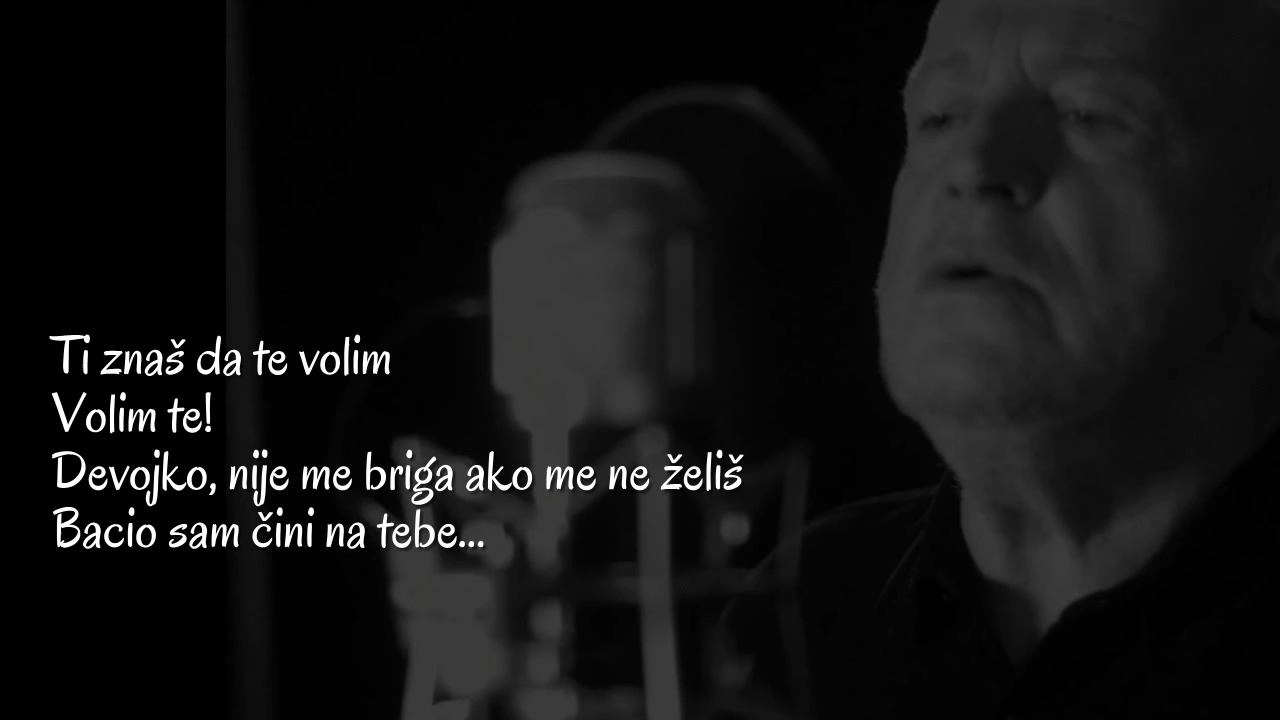 Ti znaš da te volim
Volim te!
Devojko, nije me briga ako me ne želiš
Bacio sam čini na tebe...